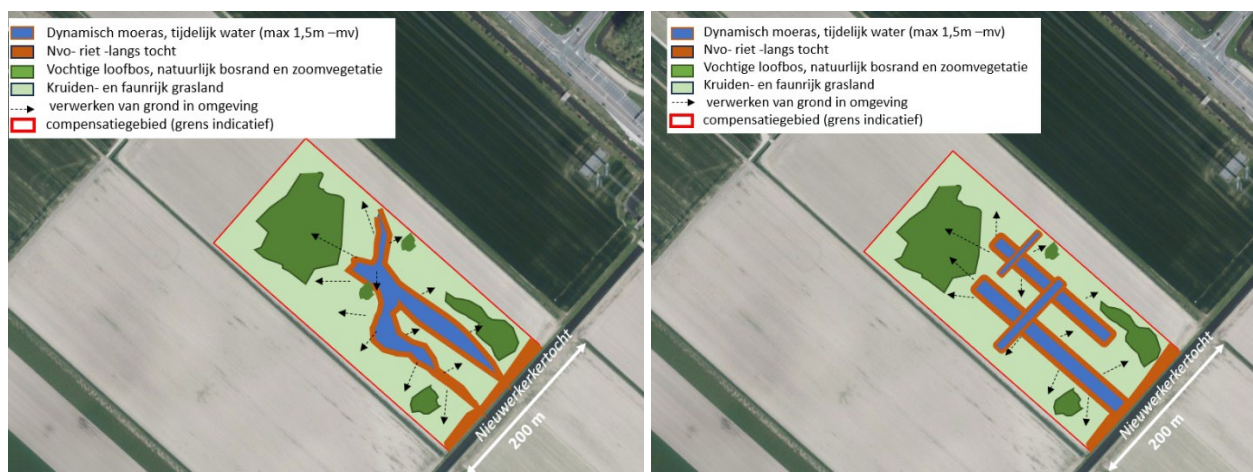 Dynamisch moeras, tijdelijk water (max 1,5m –mv)
Nvo- riet -langs tocht
Vochtige loofbos, natuurlijk bosrand en zoomvegetatie
Kruiden- en faunrijk grasland
verwerken van grond in omgeving
compensatiegebied (grens indicatief)
Nieuwerkerkertocht
200 m
Dynamisch moeras, tijdelijk water (max 1,5m –mv)
Nvo- riet -langs tocht
Vochtige loofbos, natuurlijk bosrand en zoomvegetatie
Kruiden- en faunrijk grasland
verwerken van grond in omgeving
compensatiegebied (grens indicatief)
Nieuwerkerkertocht
200 m